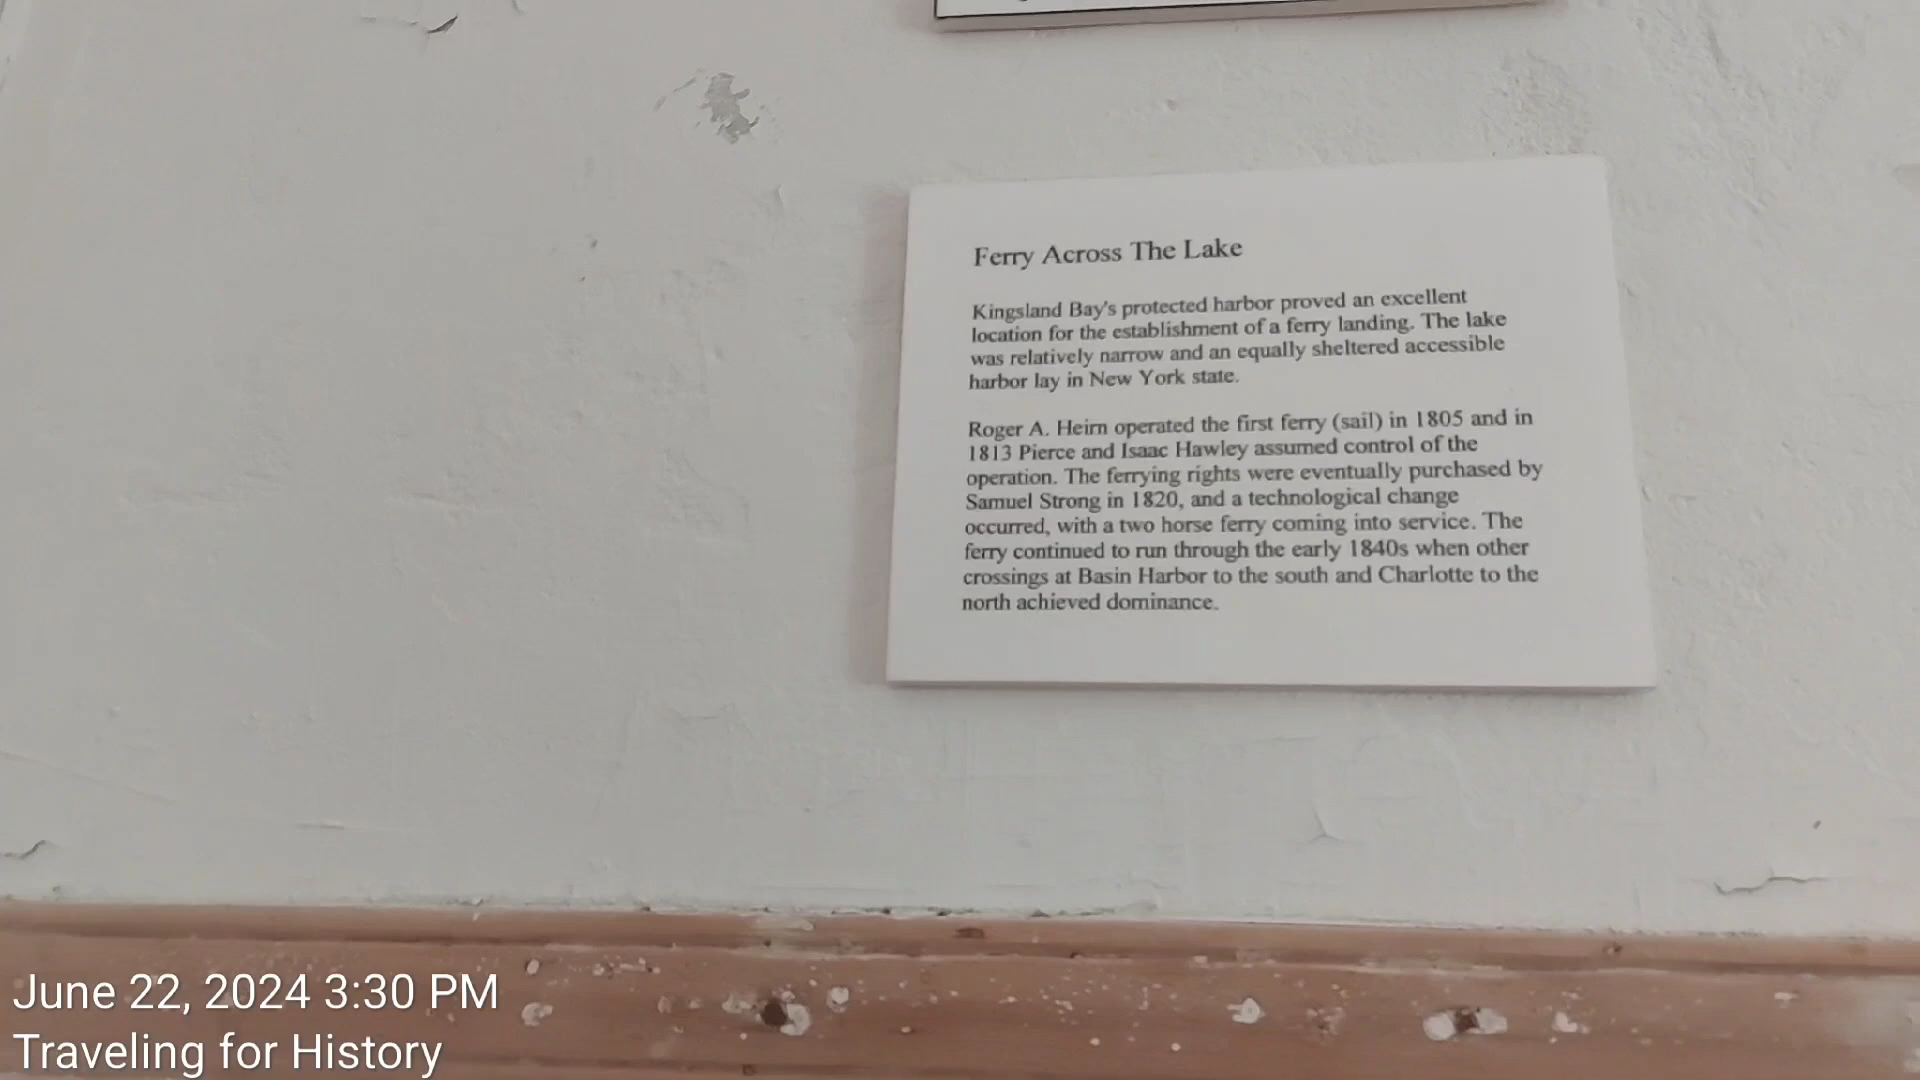 Ferry Across The Lake
Kingsland Bay's protected harbor proved an excellent
location for the establishment of a ferry landing. The lake
was relatively narrow and an equally sheltered accessible
harbor lay in New York state.
Roger A. Heirn operated the first ferry (sail) in 1805 and in
1813 Pierce and Isaac Hawley assumed control of the
operation. The ferrying rights were eventually purchased by
Samuel Strong in 1820, and a technological change
occurred, with a two horse ferry coming into service. The
ferry continued to run through the early 1840s when other
crossings at Basin Harbor to the south and Charlotte to the
north achieved dominance.
June 22, 2024 3:30 PM
Traveling for History